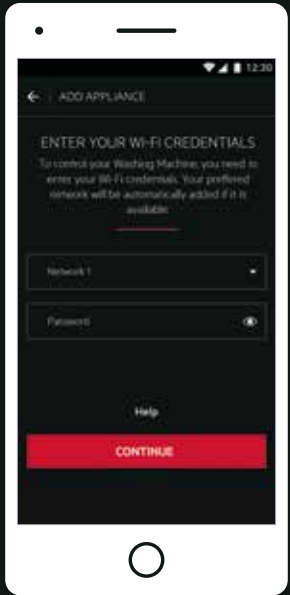 12:30
ADD APPLIANCE
ENTER YOUR WI-FI CREDENTIALS
To control your Washing Machine, you need to
enter your Wi-Fi credentials. Your preffered
network will be automatically added if it is
available
Network 1
Password
Help
CONTINUE